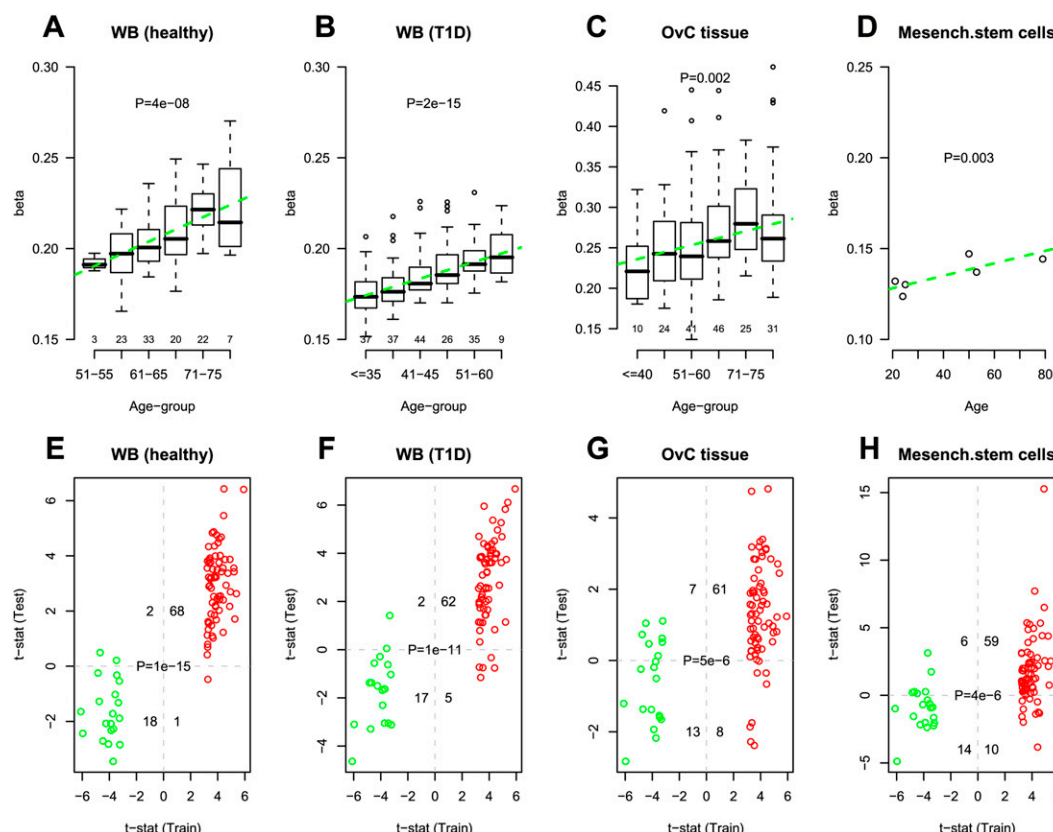 A WB (healthy)
0.30
0.25
0.20
0.15
beta
P=4e−08
3 23 33 20 22 7
51−55 61−65 71−75
Age−group
B WB (T1D)
0.30
0.25
0.20
0.15
beta
P=2e−15
37 37 44 26 35 9
<=35 41−45 51−60
Age−group
C OvC tissue
0.45
0.40
0.35
0.30
0.25
0.20
0.15
beta
P=0.002
10 24 41 46 25 31
<=40 51−60 71−75
Age−group
D Mesench.stem cells
0.25
0.20
0.15
0.10
beta
P=0.003
20 40 60 80
Age
E WB (healthy)
6
4
2
0
−2
t−stat (Test)
2 68
P=1e−15
18 1
−6 −4 −2 0 2 4 6
t−stat (Train)
F WB (T1D)
6
4
2
0
−2
−4
t−stat (Test)
2 62
P=1e−11
17 5
−6 −4 −2 0 2 4 6
t−stat (Train)
G OvC tissue
4
2
0
−2
t−stat (Test)
7 61
P=5e−6
13 8
−6 −4 −2 0 2 4 6
t−stat (Train)
H Mesench.stem cells
15
10
5
0
−5
t−stat (Test)
6 59
P=4e−6
14 10
−6 −4 −2 0 2 4
t−stat (Train)